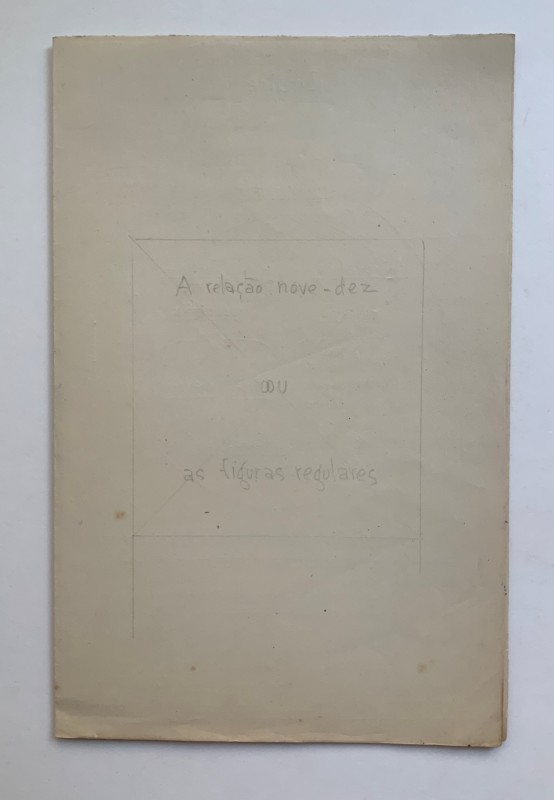 A relação nove-dez
ou
as figuras regulares